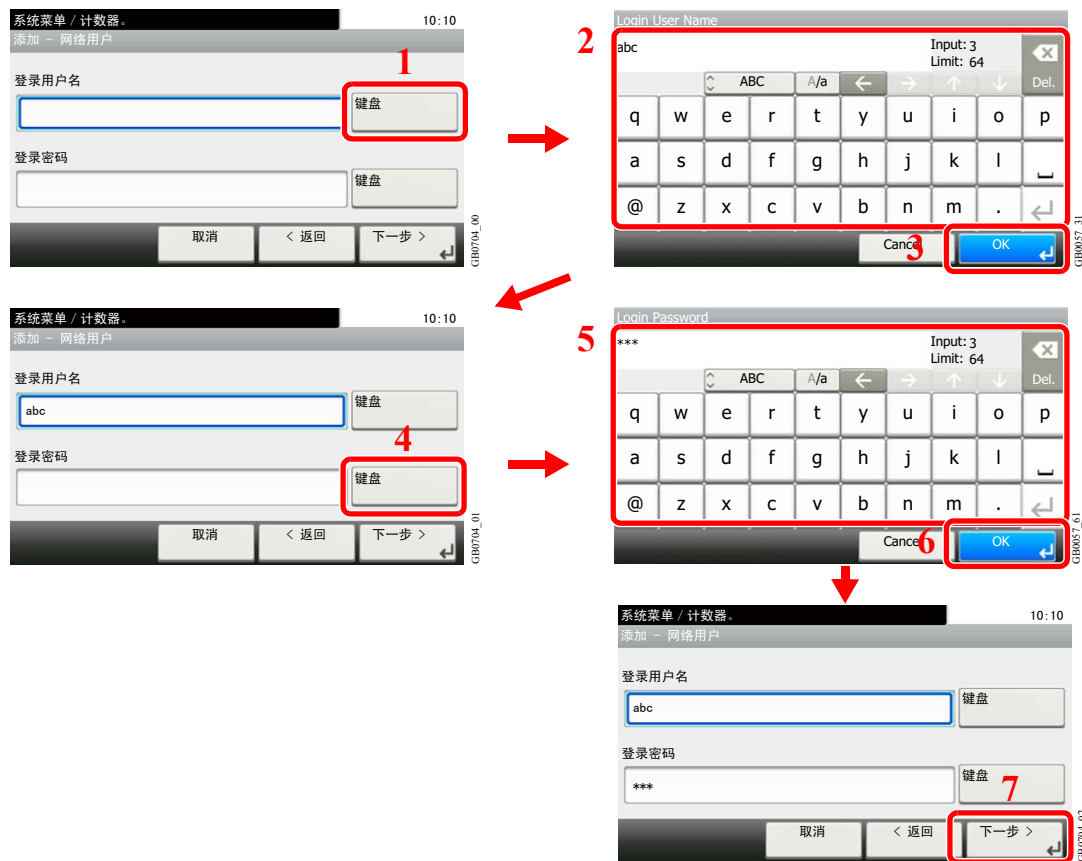 系统菜单 / 计数器。 10:10
添加 - 网络用户
1
登录用户名
键盘
登录密码
键盘
取消 < 返回 下一步 >
GB0704_00
2
Login User Name
abc Input: 3
Limit: 64
ABC A/a Del.
q w e r t y u i o p
a s d f g h j k l
@ z x c v b n m .
Cancel 3 OK
GB0057_31
系统菜单 / 计数器。 10:10
添加 - 网络用户
登录用户名
abc 键盘
4
登录密码
键盘
取消 < 返回 下一步 >
GB0704_01
5
Login Password
*** Input: 3
Limit: 64
ABC A/a Del.
q w e r t y u i o p
a s d f g h j k l
@ z x c v b n m .
Cancel 6 OK
GB0057_61
系统菜单 / 计数器。 10:10
添加 - 网络用户
登录用户名
abc 键盘
登录密码
*** 键盘 7
取消 < 返回 下一步 >
GB0704_02